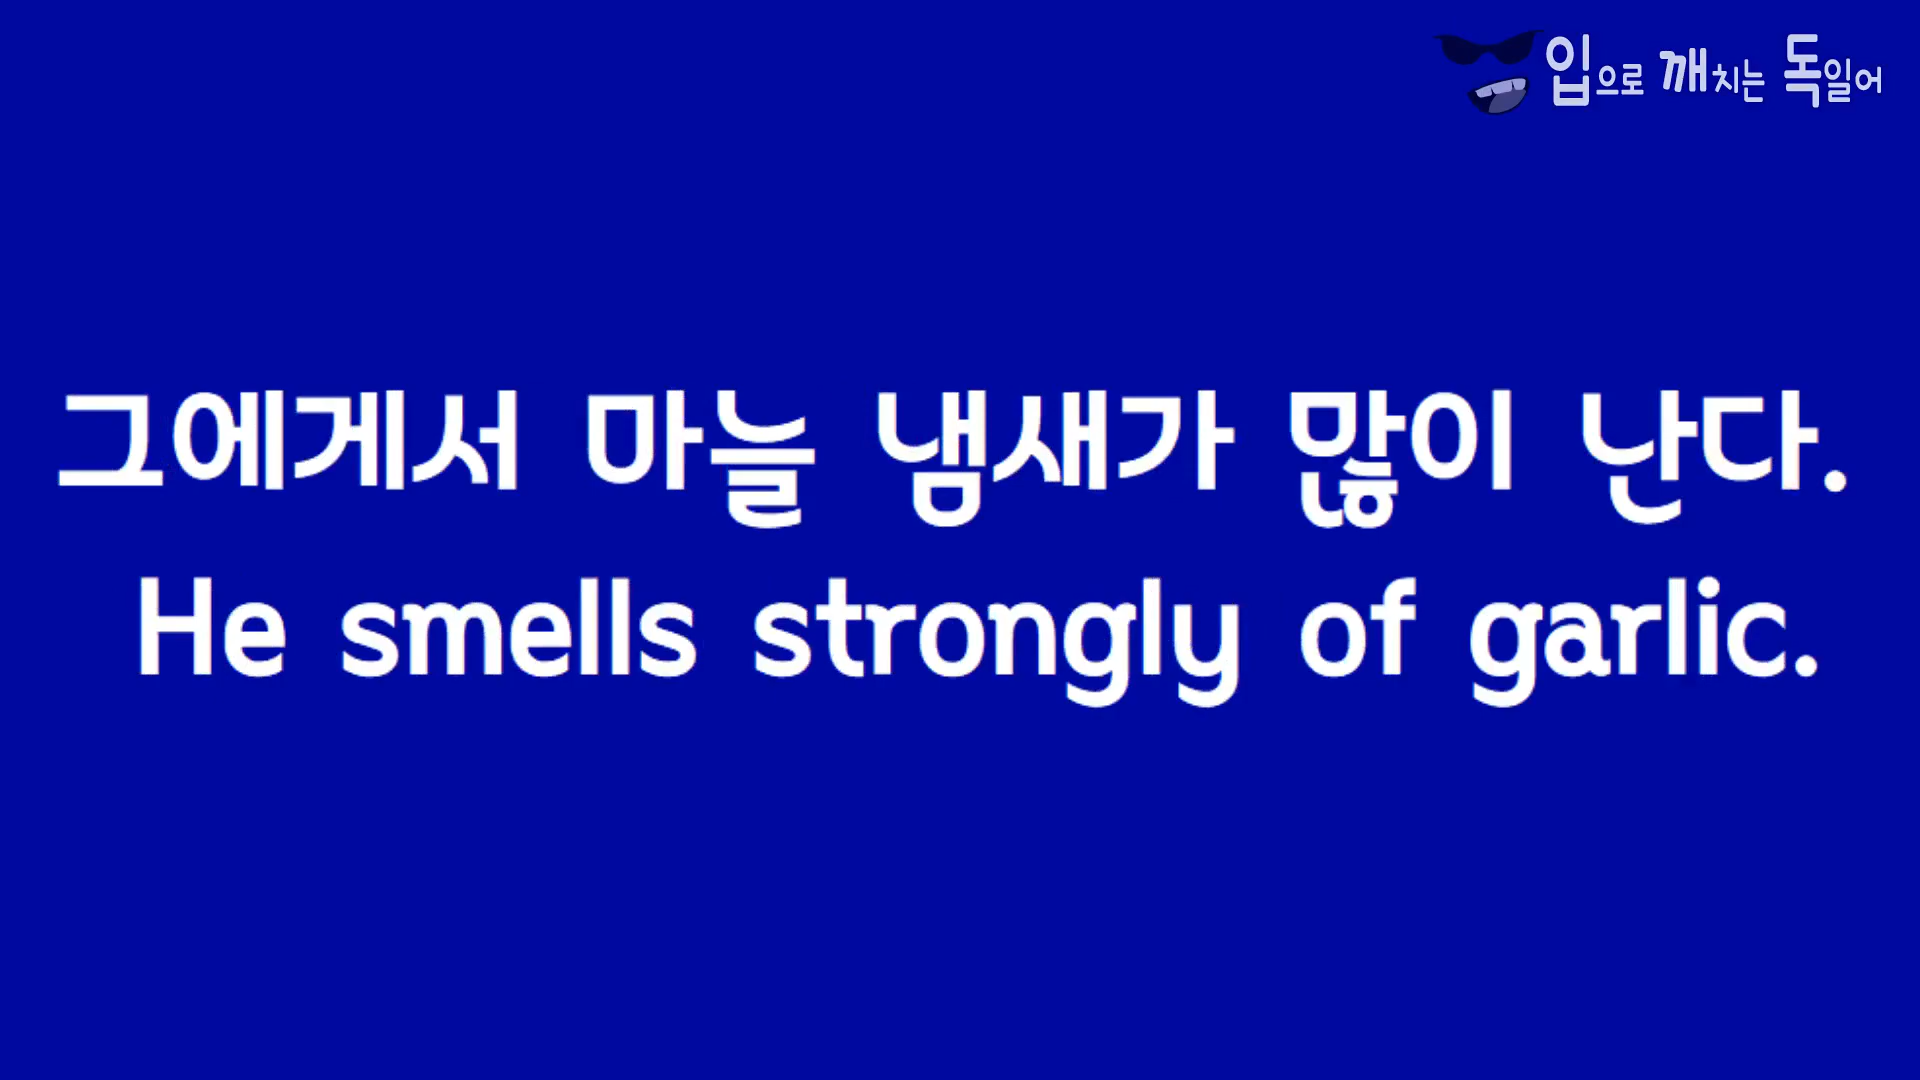 입으로 깨치는 독일어
그에게서 마늘 냄새가 많이 난다.
He smells strongly of garlic.